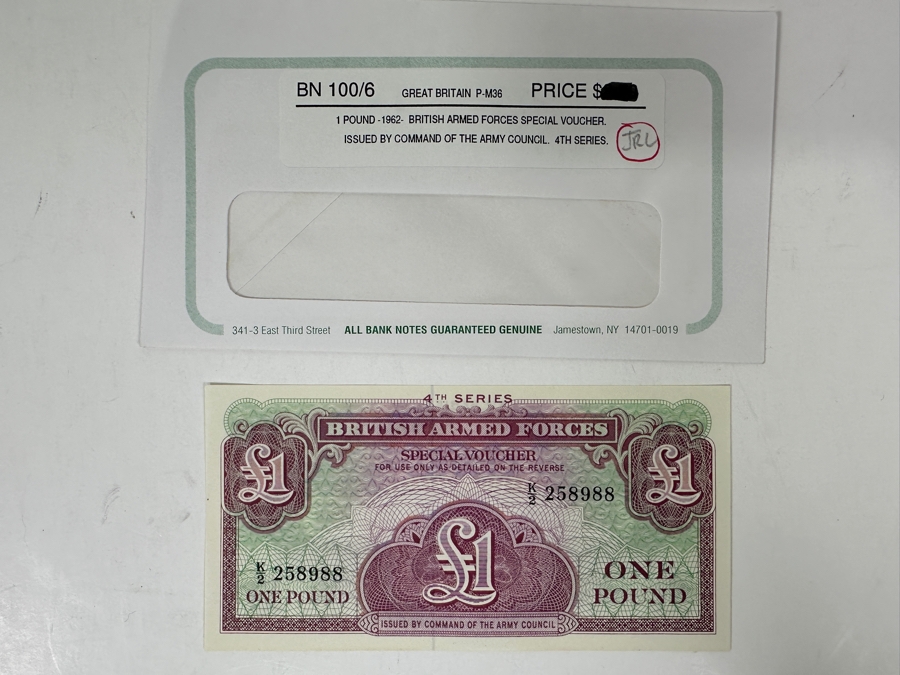 BN 100/6 GREAT BRITAIN P-M36 PRICE $
1 POUND -1962- BRITISH ARMED FORCES SPECIAL VOUCHER.
ISSUED BY COMMAND OF THE ARMY COUNCIL. 4TH SERIES. JRL
341-3 East Third Street ALL BANK NOTES GUARANTEED GENUINE Jamestown, NY 14701-0019
4TH SERIES
BRITISH ARMED FORCES
SPECIAL VOUCHER
FOR USE ONLY AS DETAILED ON THE REVERSE
£1 £1
K/2 258988
£1
K/2 258988
ONE POUND
ONE
POUND
ISSUED BY COMMAND OF THE ARMY COUNCIL